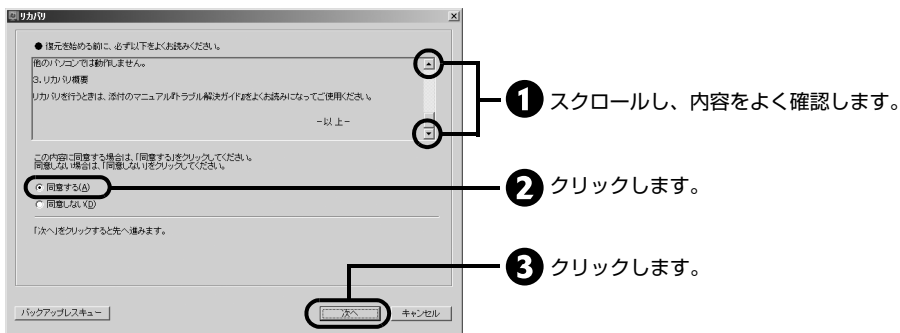 リカバリ
● 復元を始める前に、必ず以下をよくお読みください。
他のパソコンでは動作しません。
3. リカバリ概要
リカバリを行うときは、添付のマニュアル『トラブル解決ガイド』をよくお読みになってご使用ください。
-以上-
この内容に同意する場合は、「同意する」をクリックしてください。
同意しない場合は、「同意しない」をクリックしてください。
同意する(A)
同意しない(D)
「次へ」をクリックすると先へ進みます。
バックアップレスキュー
次へ
キャンセル
1 スクロールし、内容をよく確認します。
2 クリックします。
3 クリックします。